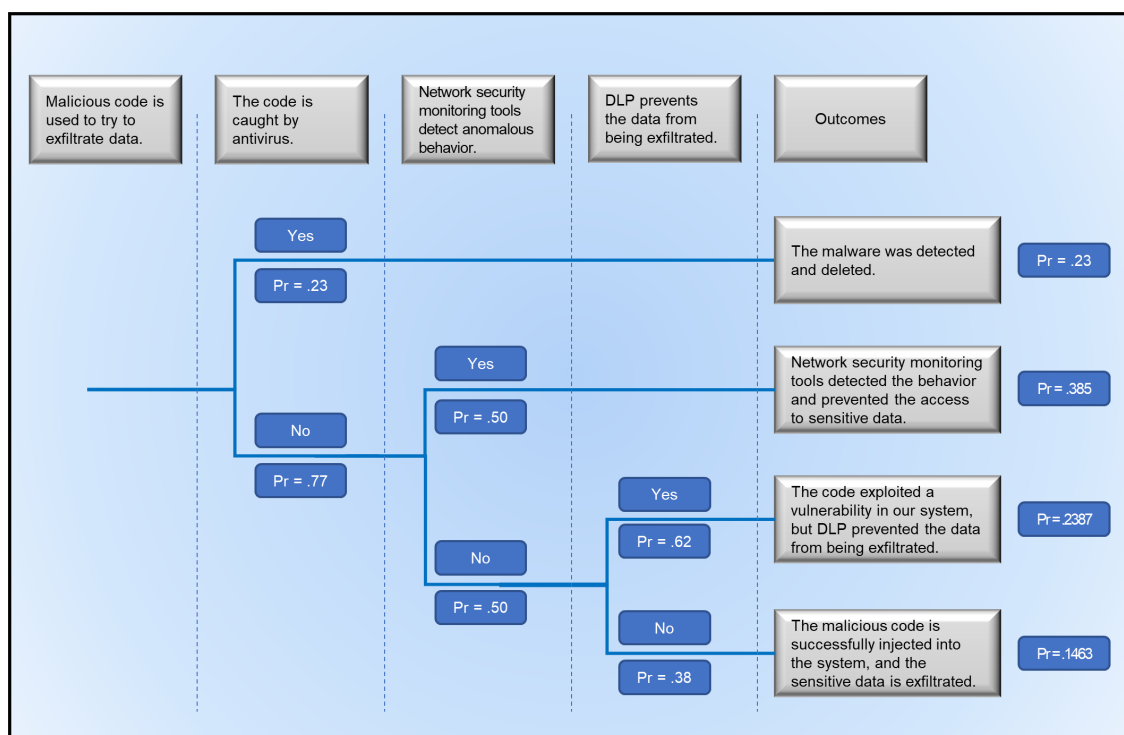 Malicious code is
used to try to
exfiltrate data.
The code is
caught by
antivirus.
Network security
monitoring tools
detect anomalous
behavior.
DLP prevents
the data from
being exfiltrated.
Outcomes
Yes
Pr = .23
The malware was detected
and deleted.
Pr = .23
Yes
Pr = .50
Network security monitoring
tools detected the behavior
and prevented the access
to sensitive data.
Pr = .385
No
Pr = .77
Yes
Pr = .62
The code exploited a
vulnerability in our system,
but DLP prevented the data
from being exfiltrated.
Pr = .2387
No
Pr = .50
No
Pr = .38
The malicious code is
successfully injected into
the system, and the
sensitive data is exfiltrated.
Pr = .1463